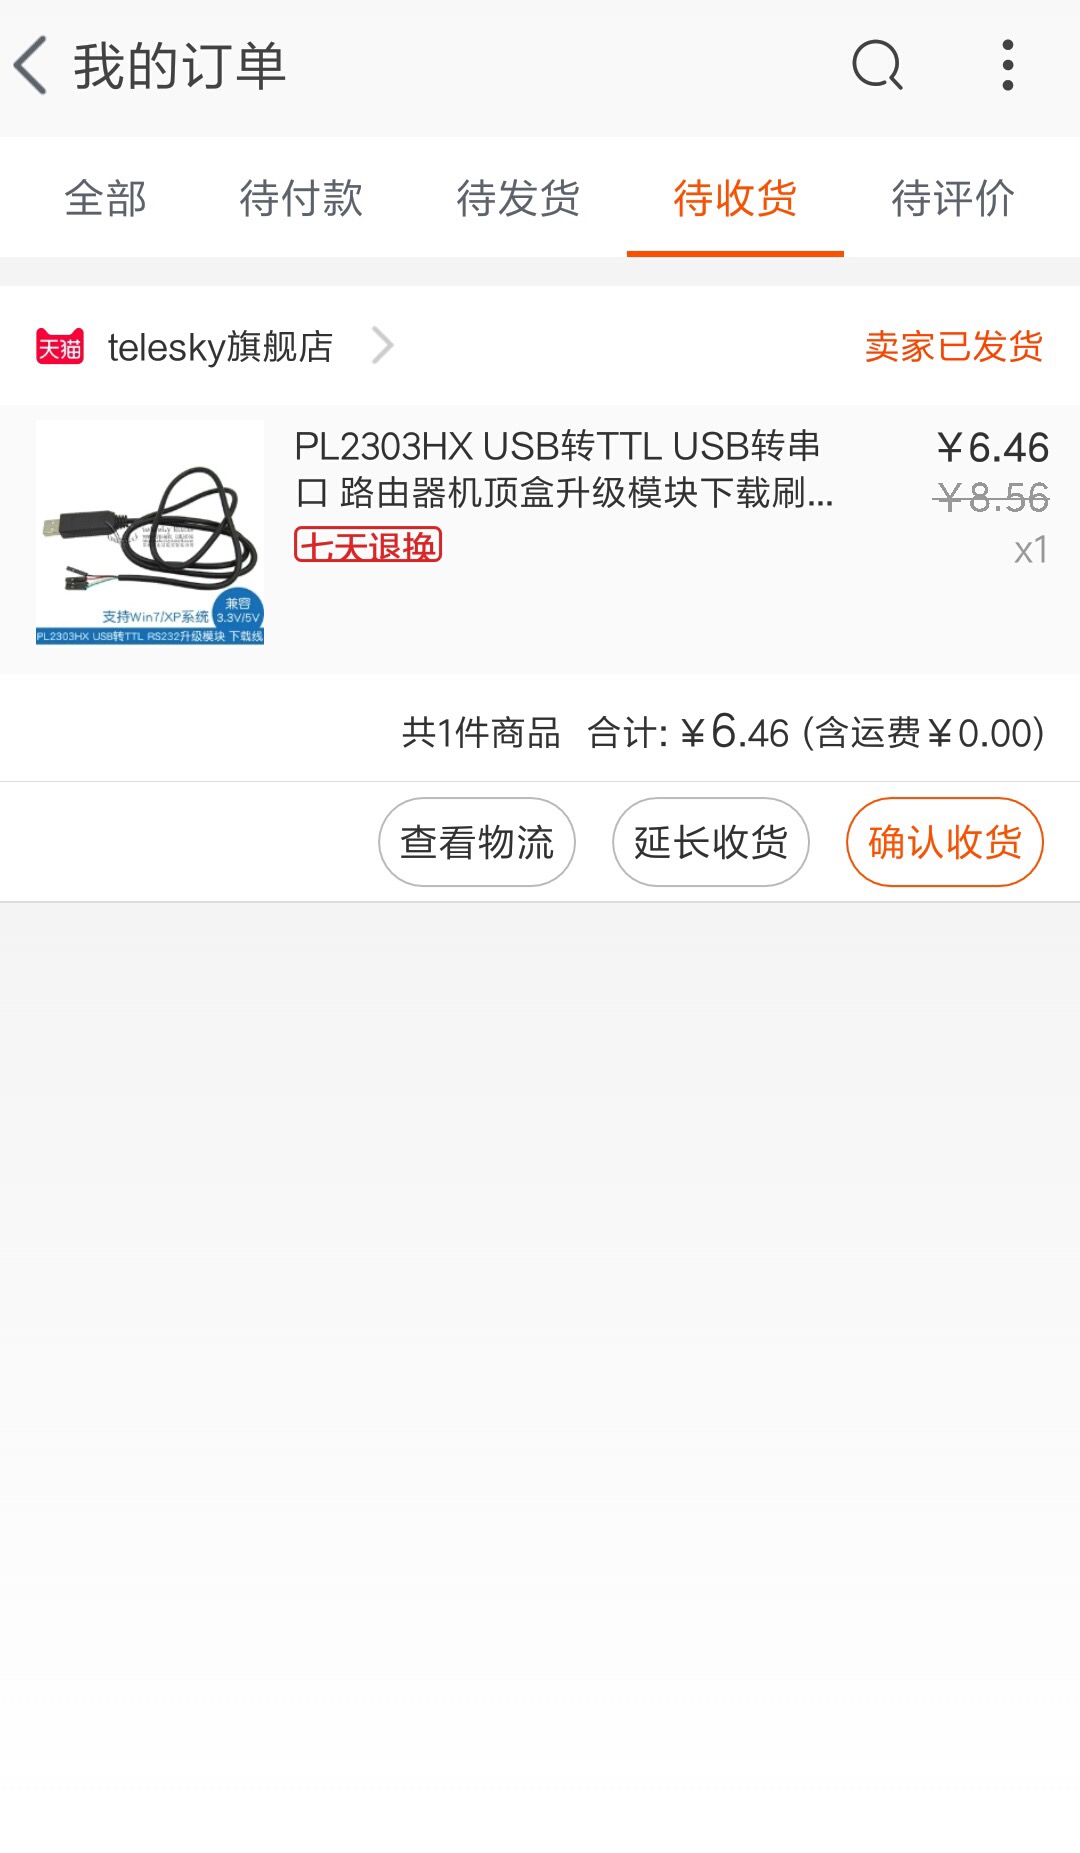 我的订单
全部 待付款 待发货 待收货 待评价
天猫 telesky旗舰店 卖家已发货
PL2303HX USB转TTL USB转串 ¥6.46
口 路由器机顶盒升级模块下载刷... ¥8.56
七天退换 x1
兼容
支持Win7/XP系统 3.3V/5V
PL2303HX USB转TTL RS232升级模块 下载线
共1件商品 合计: ¥6.46 (含运费¥0.00)
查看物流 延长收货 确认收货